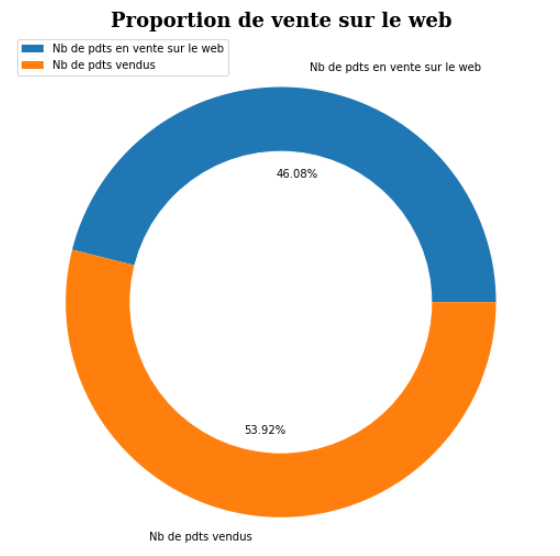 Proportion de vente sur le web
Nb de pdts en vente sur le web
Nb de pdts vendus
Nb de pdts en vente sur le web
46.08%
53.92%
Nb de pdts vendus